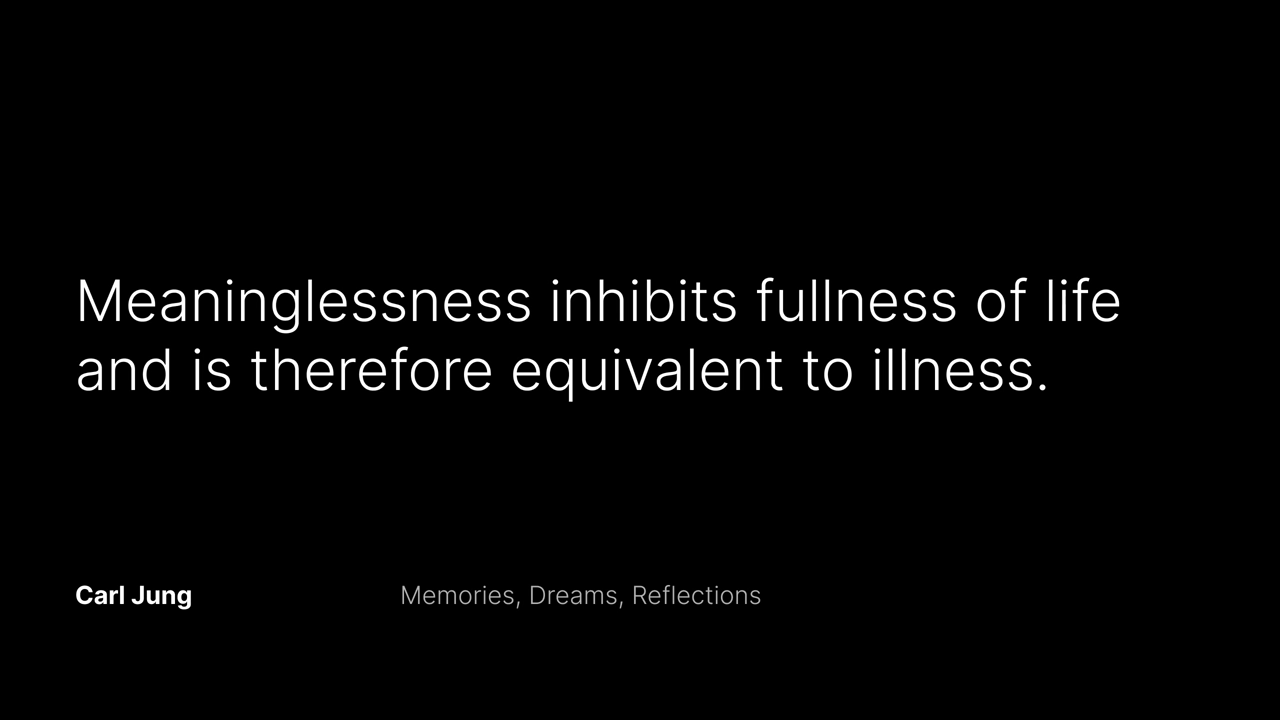 Meaninglessness inhibits fullness of life
and is therefore equivalent to illness.
Carl Jung
Memories, Dreams, Reflections